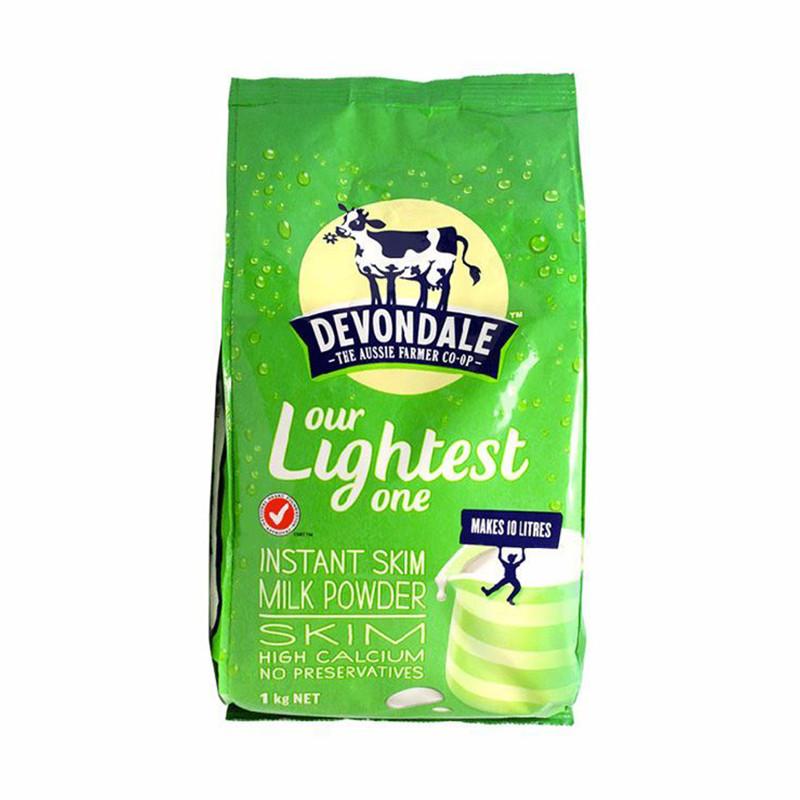 DEVONDALE
TM
-THE AUSSIE FARMER CO-OP-
our
Lightest
one
MAKES 10 LITRES
INSTANT SKIM
MILK POWDER
SKIM
HIGH CALCIUM
NO PRESERVATIVES
1 kg NET